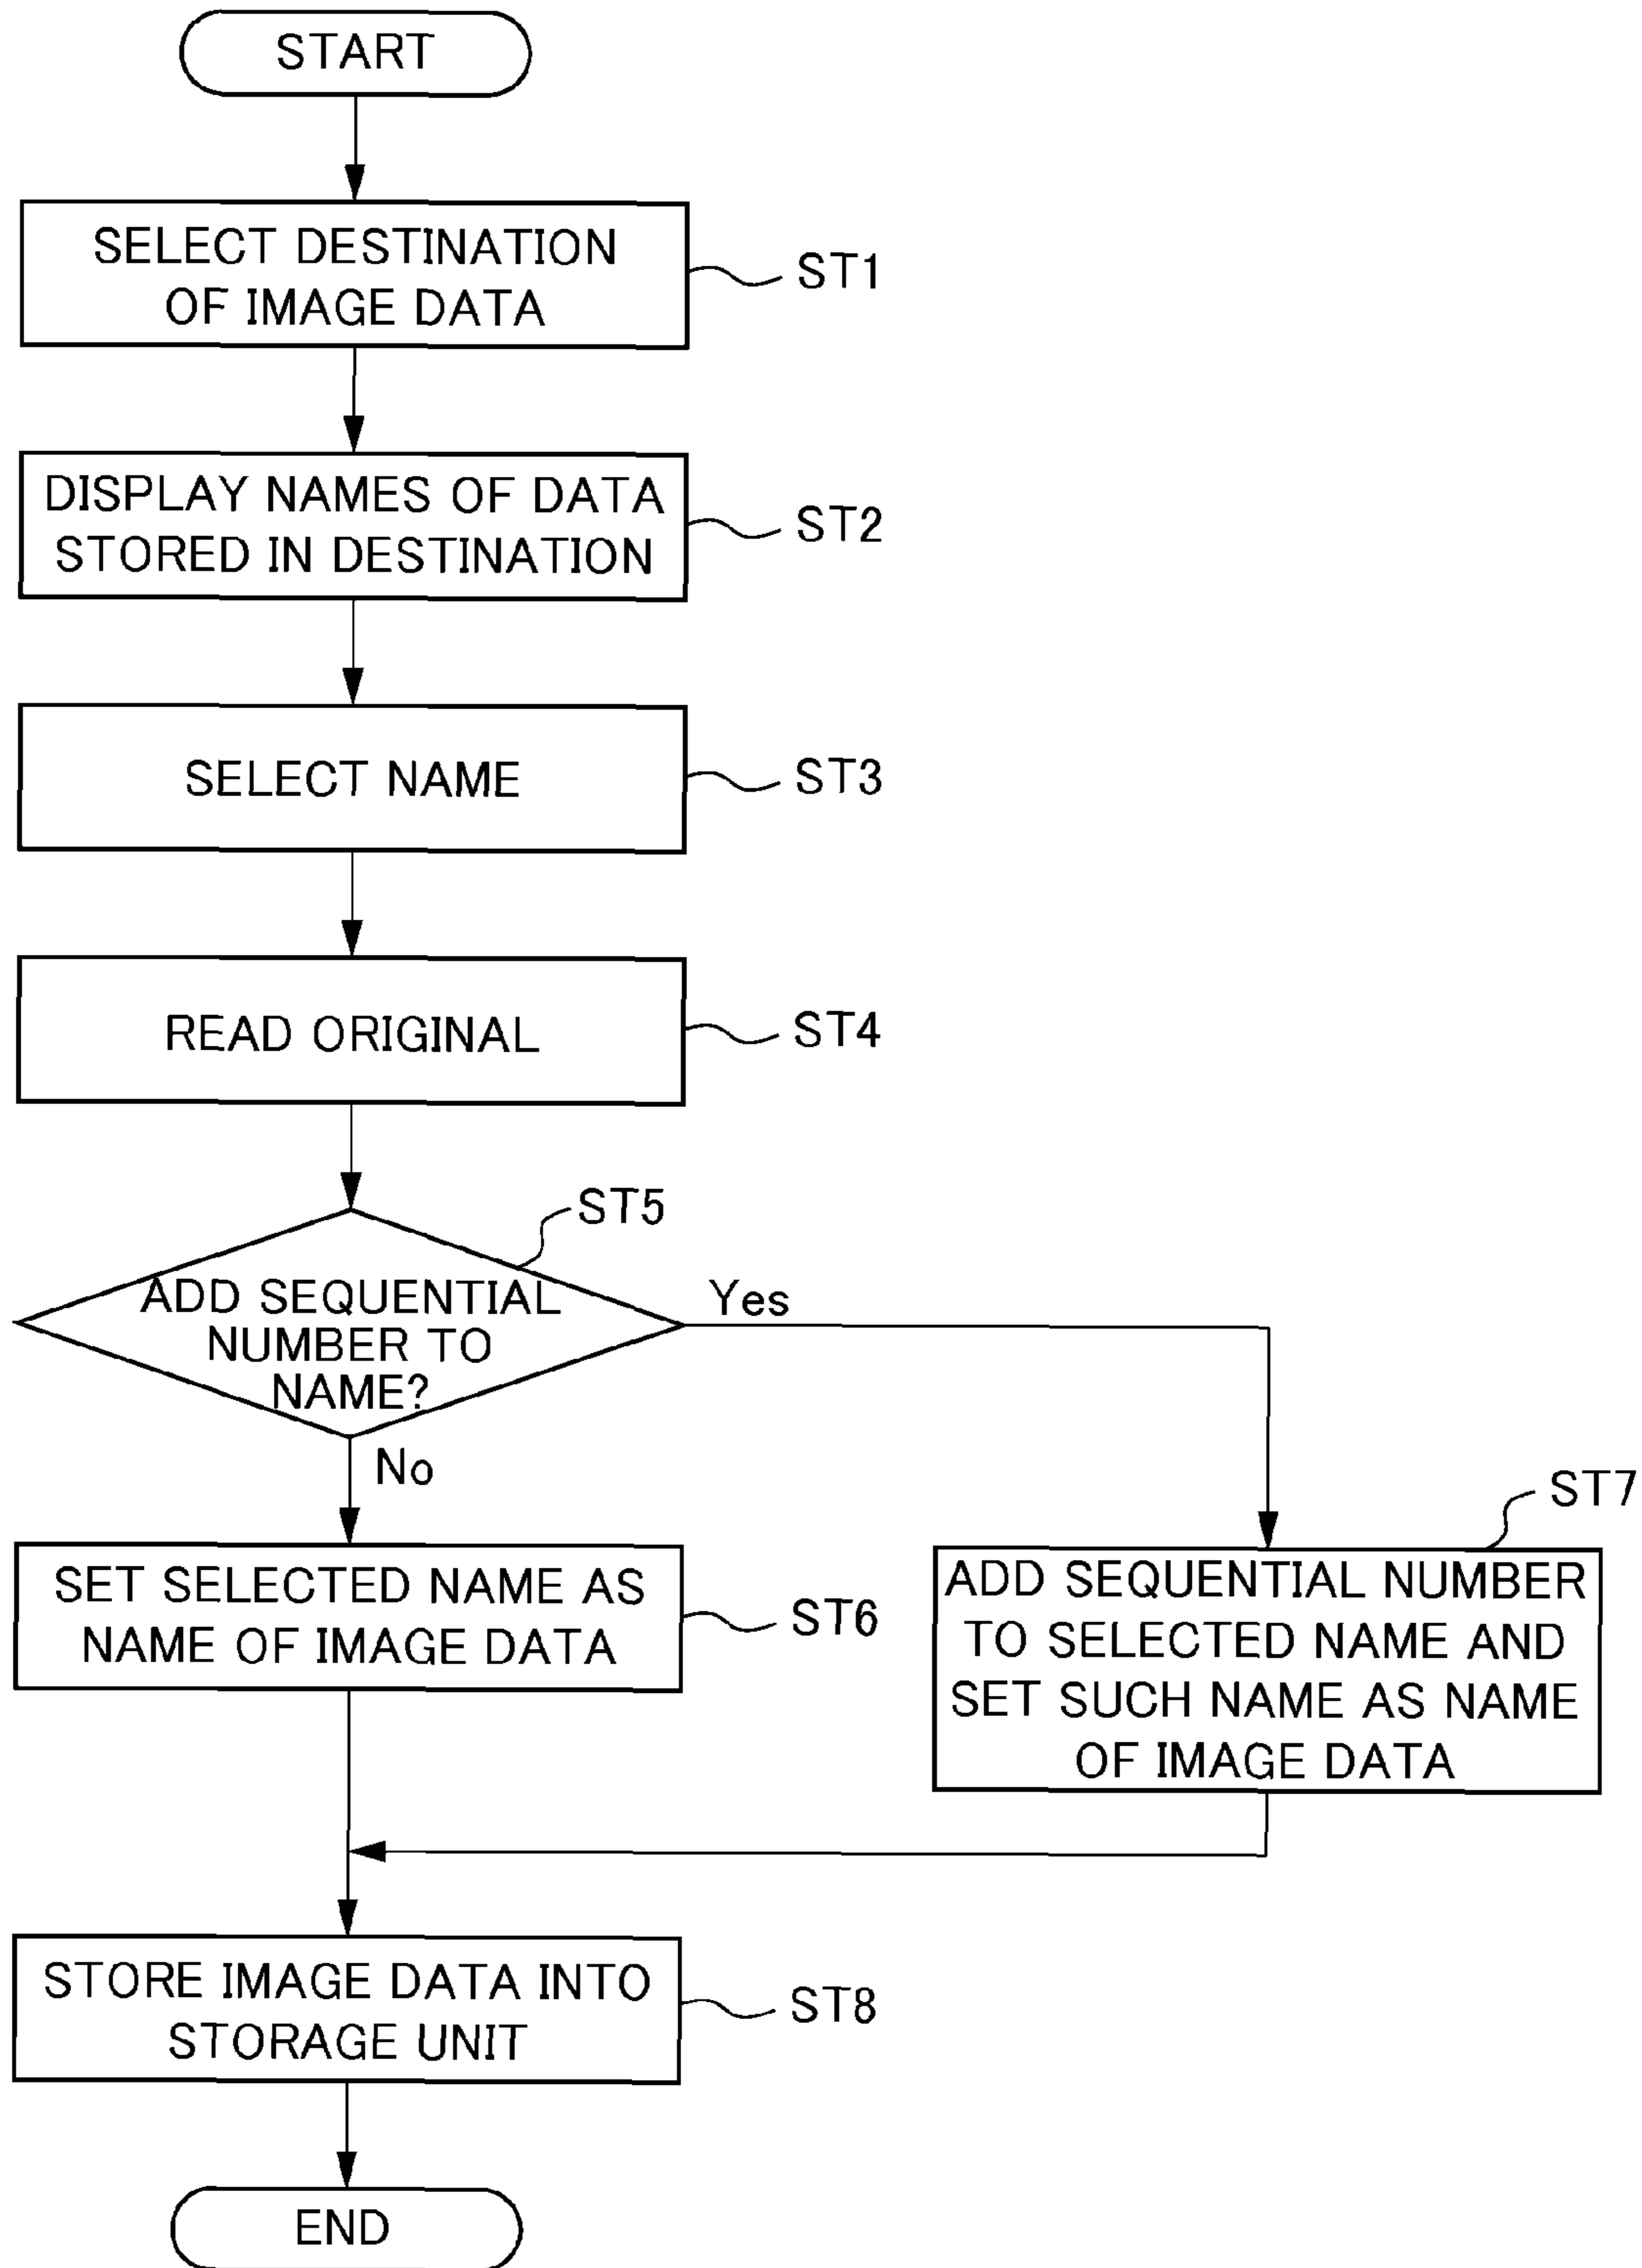 START
SELECT DESTINATION
OF IMAGE DATA
ST1
DISPLAY NAMES OF DATA
STORED IN DESTINATION
ST2
SELECT NAME
ST3
READ ORIGINAL
ST4
ST5
ADD SEQUENTIAL
NUMBER TO
NAME?
Yes
No
SET SELECTED NAME AS
NAME OF IMAGE DATA
ST6
ST7
ADD SEQUENTIAL NUMBER
TO SELECTED NAME AND
SET SUCH NAME AS NAME
OF IMAGE DATA
STORE IMAGE DATA INTO
STORAGE UNIT
ST8
END